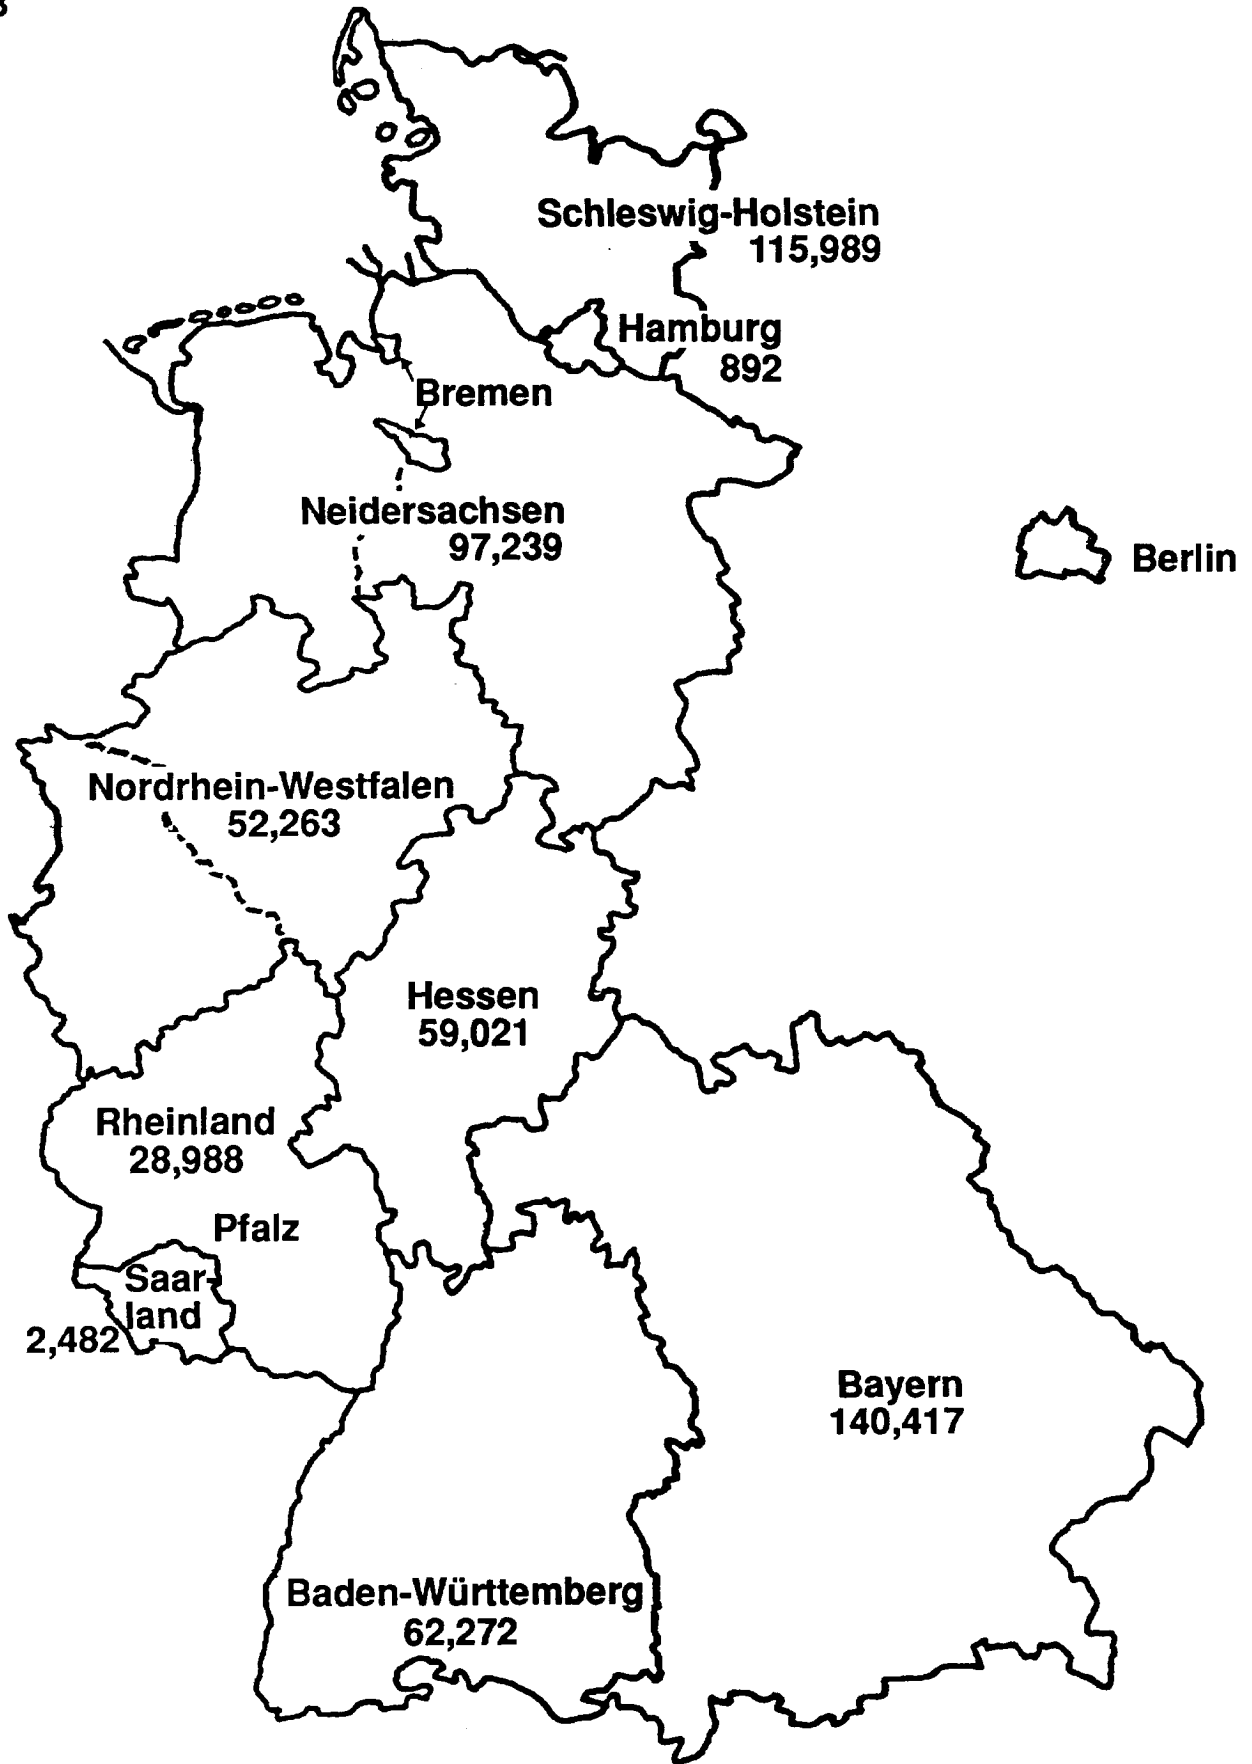 Schleswig-Holstein
115,989
Hamburg
892
Bremen
Neidersachsen
97,239
Berlin
Nordrhein-Westfalen
52,263
Hessen
59,021
Rheinland
28,988
Pfalz
Saar-
land
2,482
Bayern
140,417
Baden-Württemberg
62,272